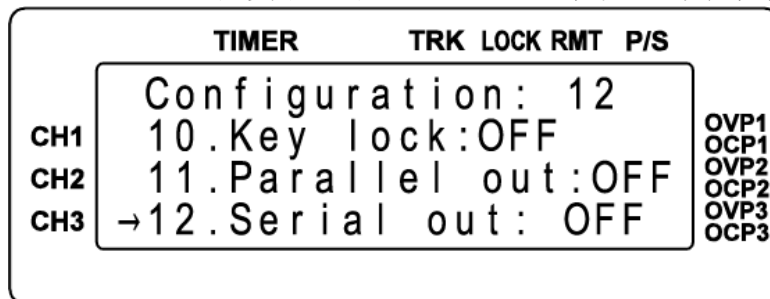 TIMER TRK LOCK RMT P/S
Configuration: 12
CH1 10.Key lock:OFF OVP1
OCP1
CH2 11.Parallel out:OFF OVP2
OCP2
CH3 →12.Serial out: OFF OVP3
OCP3